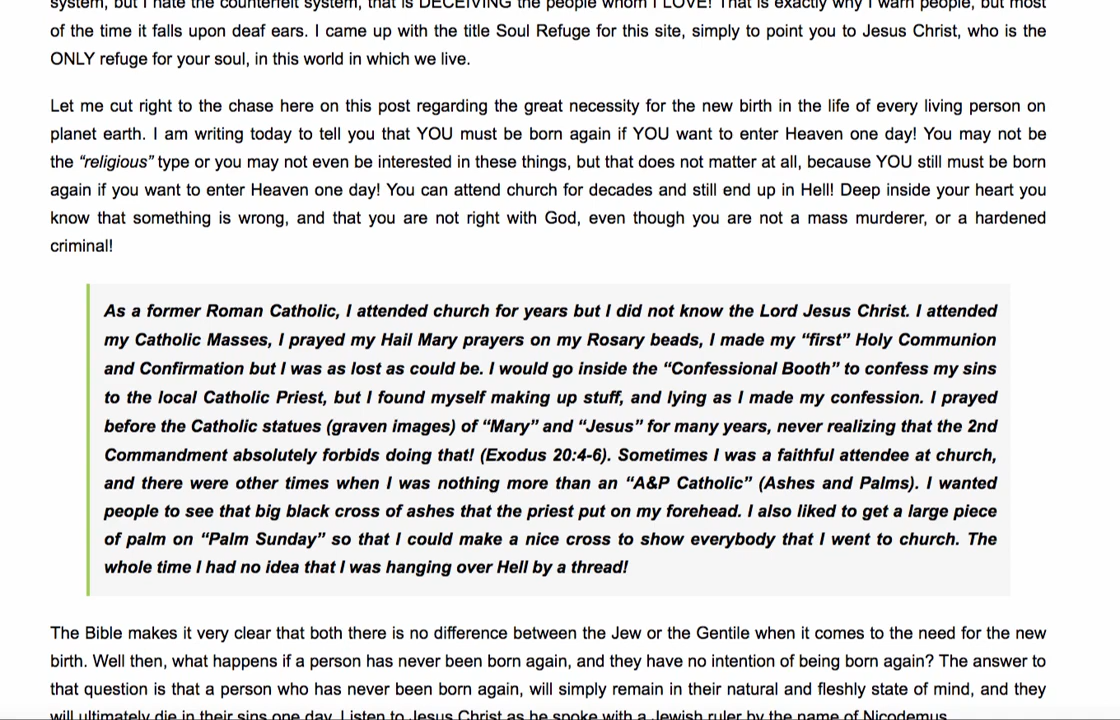 system, but I hate the counterfeit system, that is DECEIVING the people whom I LOVE! That is exactly why I warn people, but most
of the time it falls upon deaf ears. I came up with the title Soul Refuge for this site, simply to point you to Jesus Christ, who is the
ONLY refuge for your soul, in this world in which we live.
Let me cut right to the chase here on this post regarding the great necessity for the new birth in the life of every living person on
planet earth. I am writing today to tell you that YOU must be born again if YOU want to enter Heaven one day! You may not be
the “religious” type or you may not even be interested in these things, but that does not matter at all, because YOU still must be born
again if you want to enter Heaven one day! You can attend church for decades and still end up in Hell! Deep inside your heart you
know that something is wrong, and that you are not right with God, even though you are not a mass murderer, or a hardened
criminal!
As a former Roman Catholic, I attended church for years but I did not know the Lord Jesus Christ. I attended
my Catholic Masses, I prayed my Hail Mary prayers on my Rosary beads, I made my “first” Holy Communion
and Confirmation but I was as lost as could be. I would go inside the “Confessional Booth” to confess my sins
to the local Catholic Priest, but I found myself making up stuff, and lying as I made my confession. I prayed
before the Catholic statues (graven images) of “Mary” and “Jesus” for many years, never realizing that the 2nd
Commandment absolutely forbids doing that! (Exodus 20:4-6). Sometimes I was a faithful attendee at church,
and there were other times when I was nothing more than an “A&P Catholic” (Ashes and Palms). I wanted
people to see that big black cross of ashes that the priest put on my forehead. I also liked to get a large piece
of palm on “Palm Sunday” so that I could make a nice cross to show everybody that I went to church. The
whole time I had no idea that I was hanging over Hell by a thread!
The Bible makes it very clear that both there is no difference between the Jew or the Gentile when it comes to the need for the new
birth. Well then, what happens if a person has never been born again, and they have no intention of being born again? The answer to
that question is that a person who has never been born again, will simply remain in their natural and fleshly state of mind, and they
will ultimately die in their sins one day. Listen to Jesus Christ as he spoke with a Jewish ruler by the name of Nicodemus